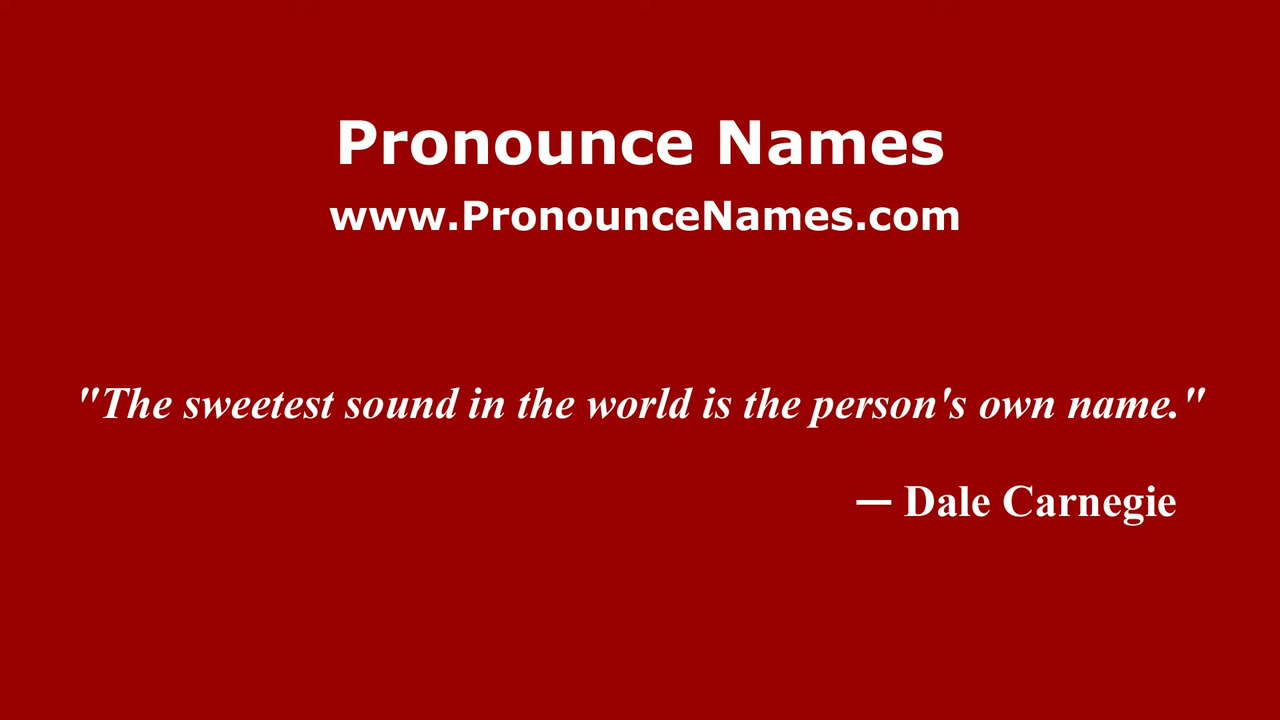 Pronounce Names
www.PronounceNames.com
"The sweetest sound in the world is the person's own name."
— Dale Carnegie